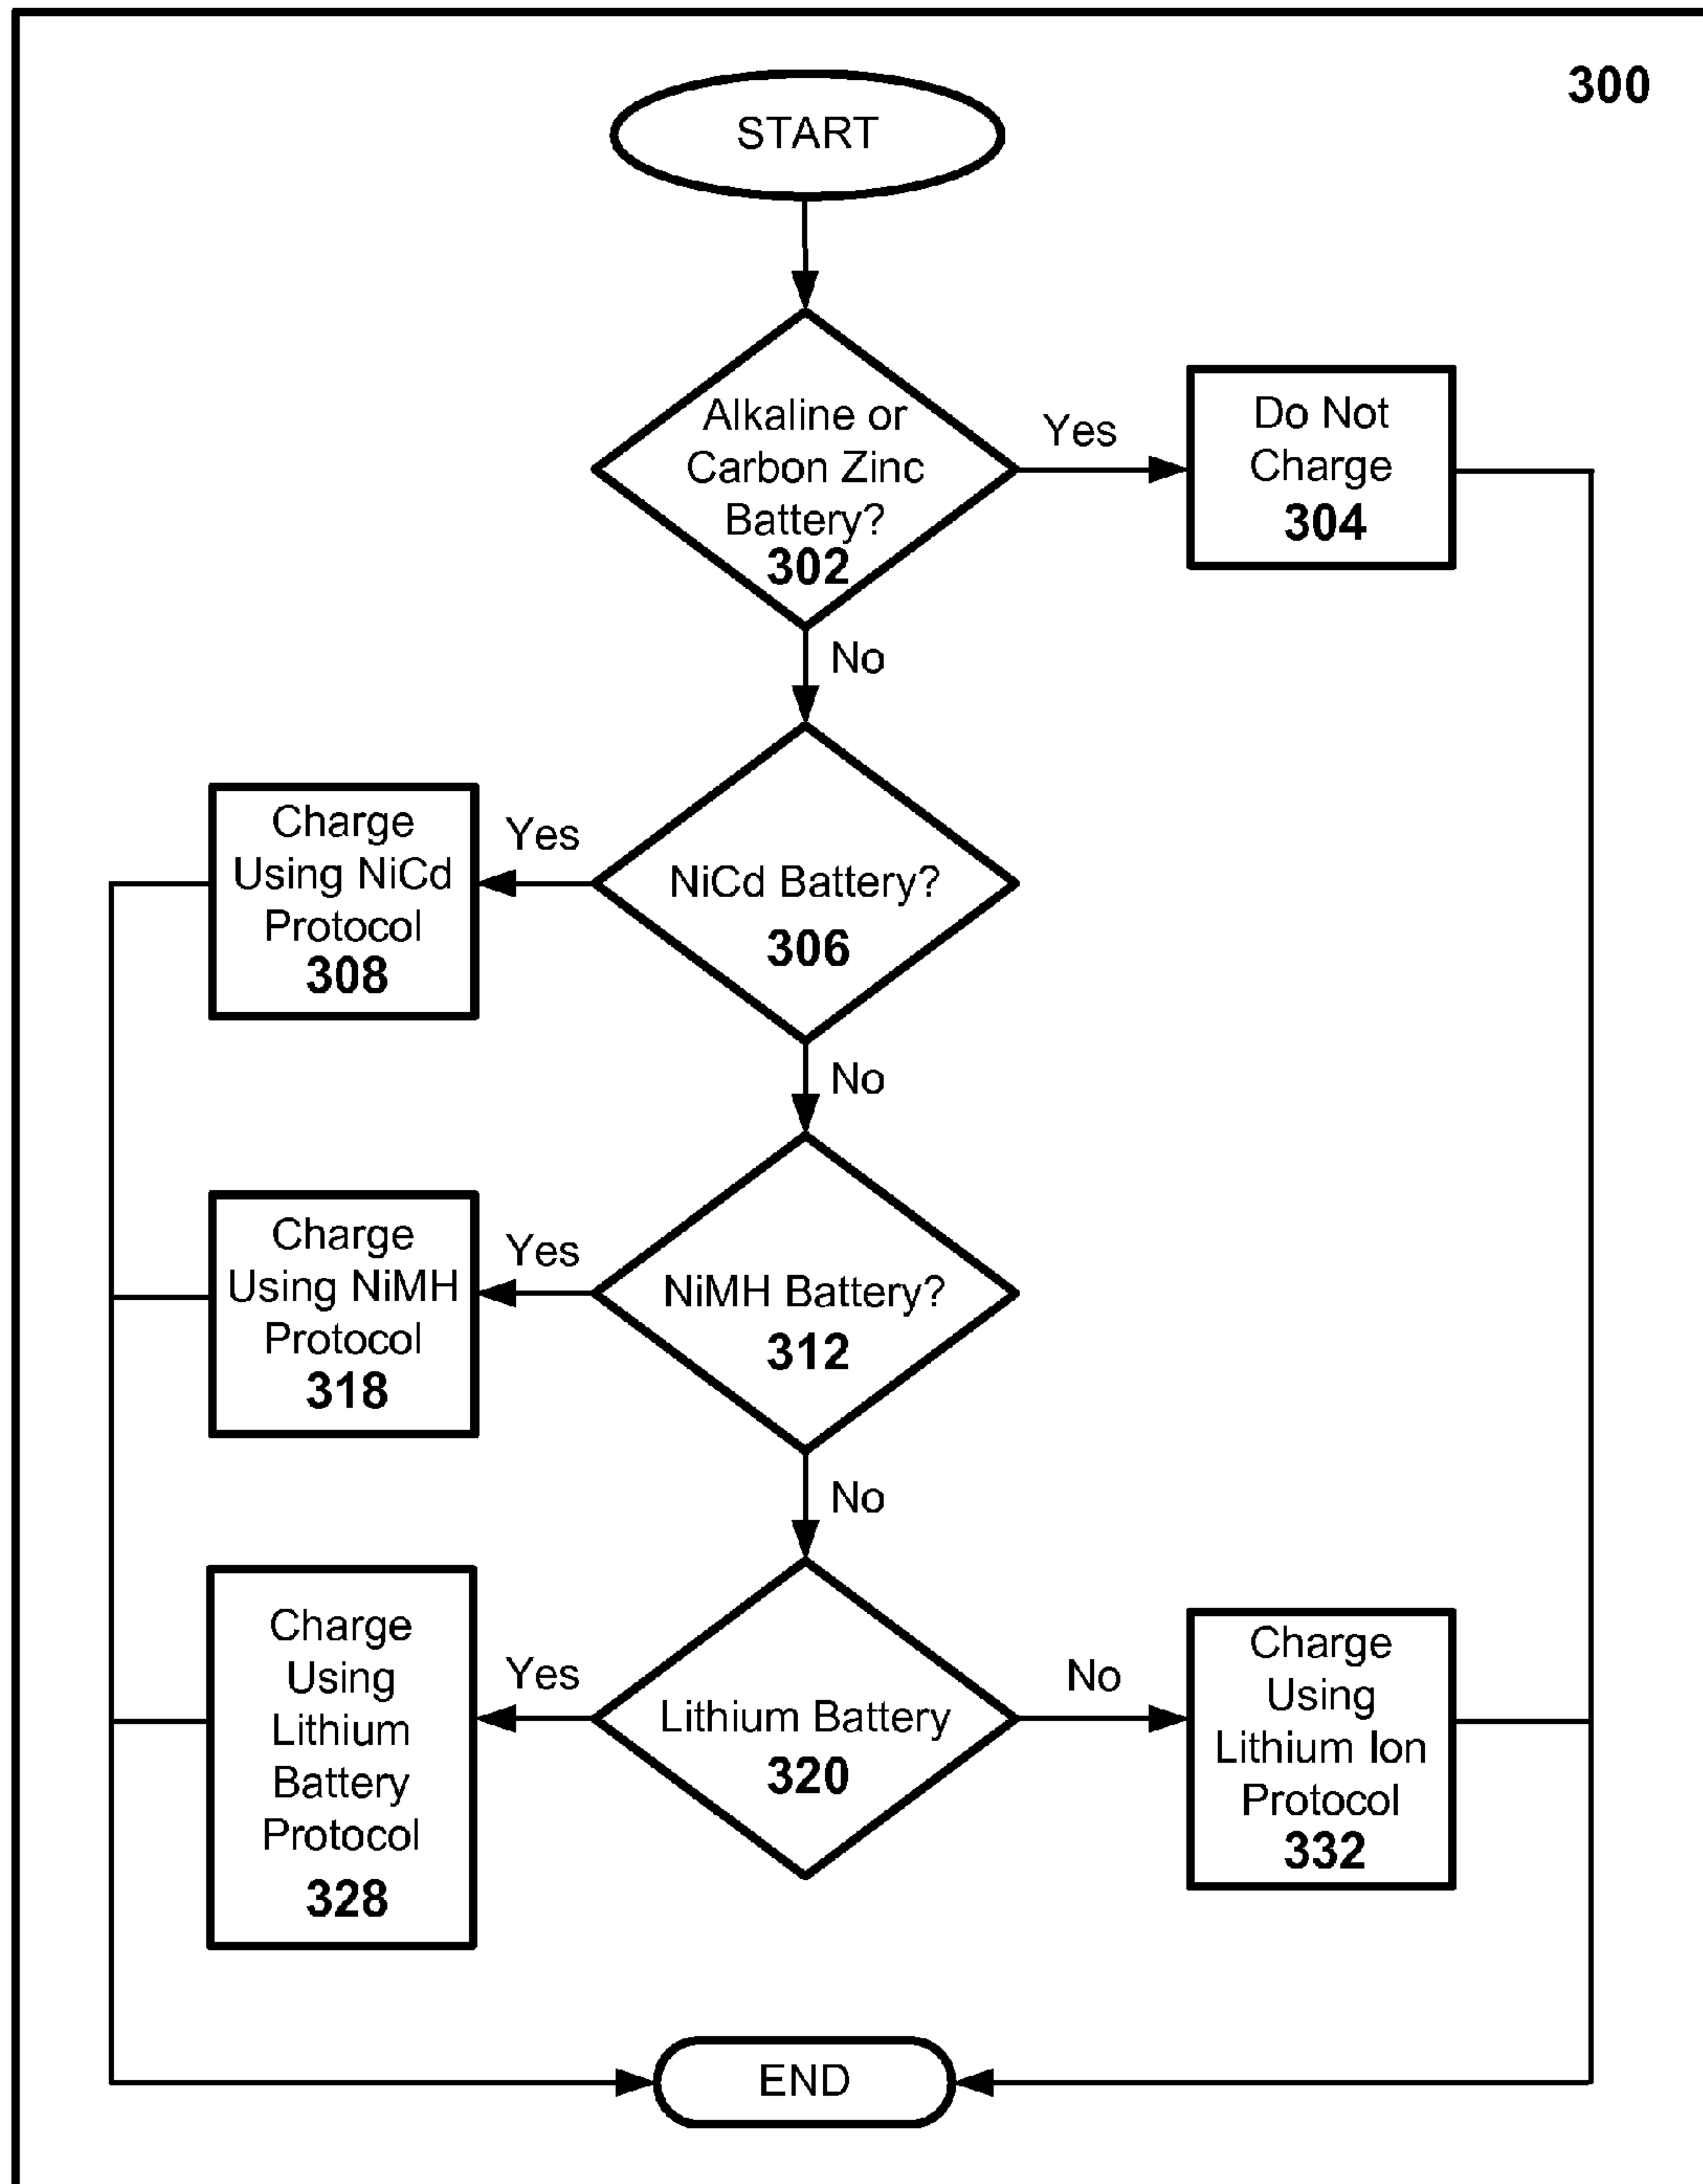 300
START
Alkaline or
Carbon Zinc
Battery?
302
Yes
Do Not
Charge
304
No
Charge
Using NiCd
Protocol
308
Yes
NiCd Battery?
306
No
Charge
Using NiMH
Protocol
318
Yes
NiMH Battery?
312
No
Charge
Using
Lithium
Battery
Protocol
328
Yes
Lithium Battery
320
No
Charge
Using
Lithium Ion
Protocol
332
END